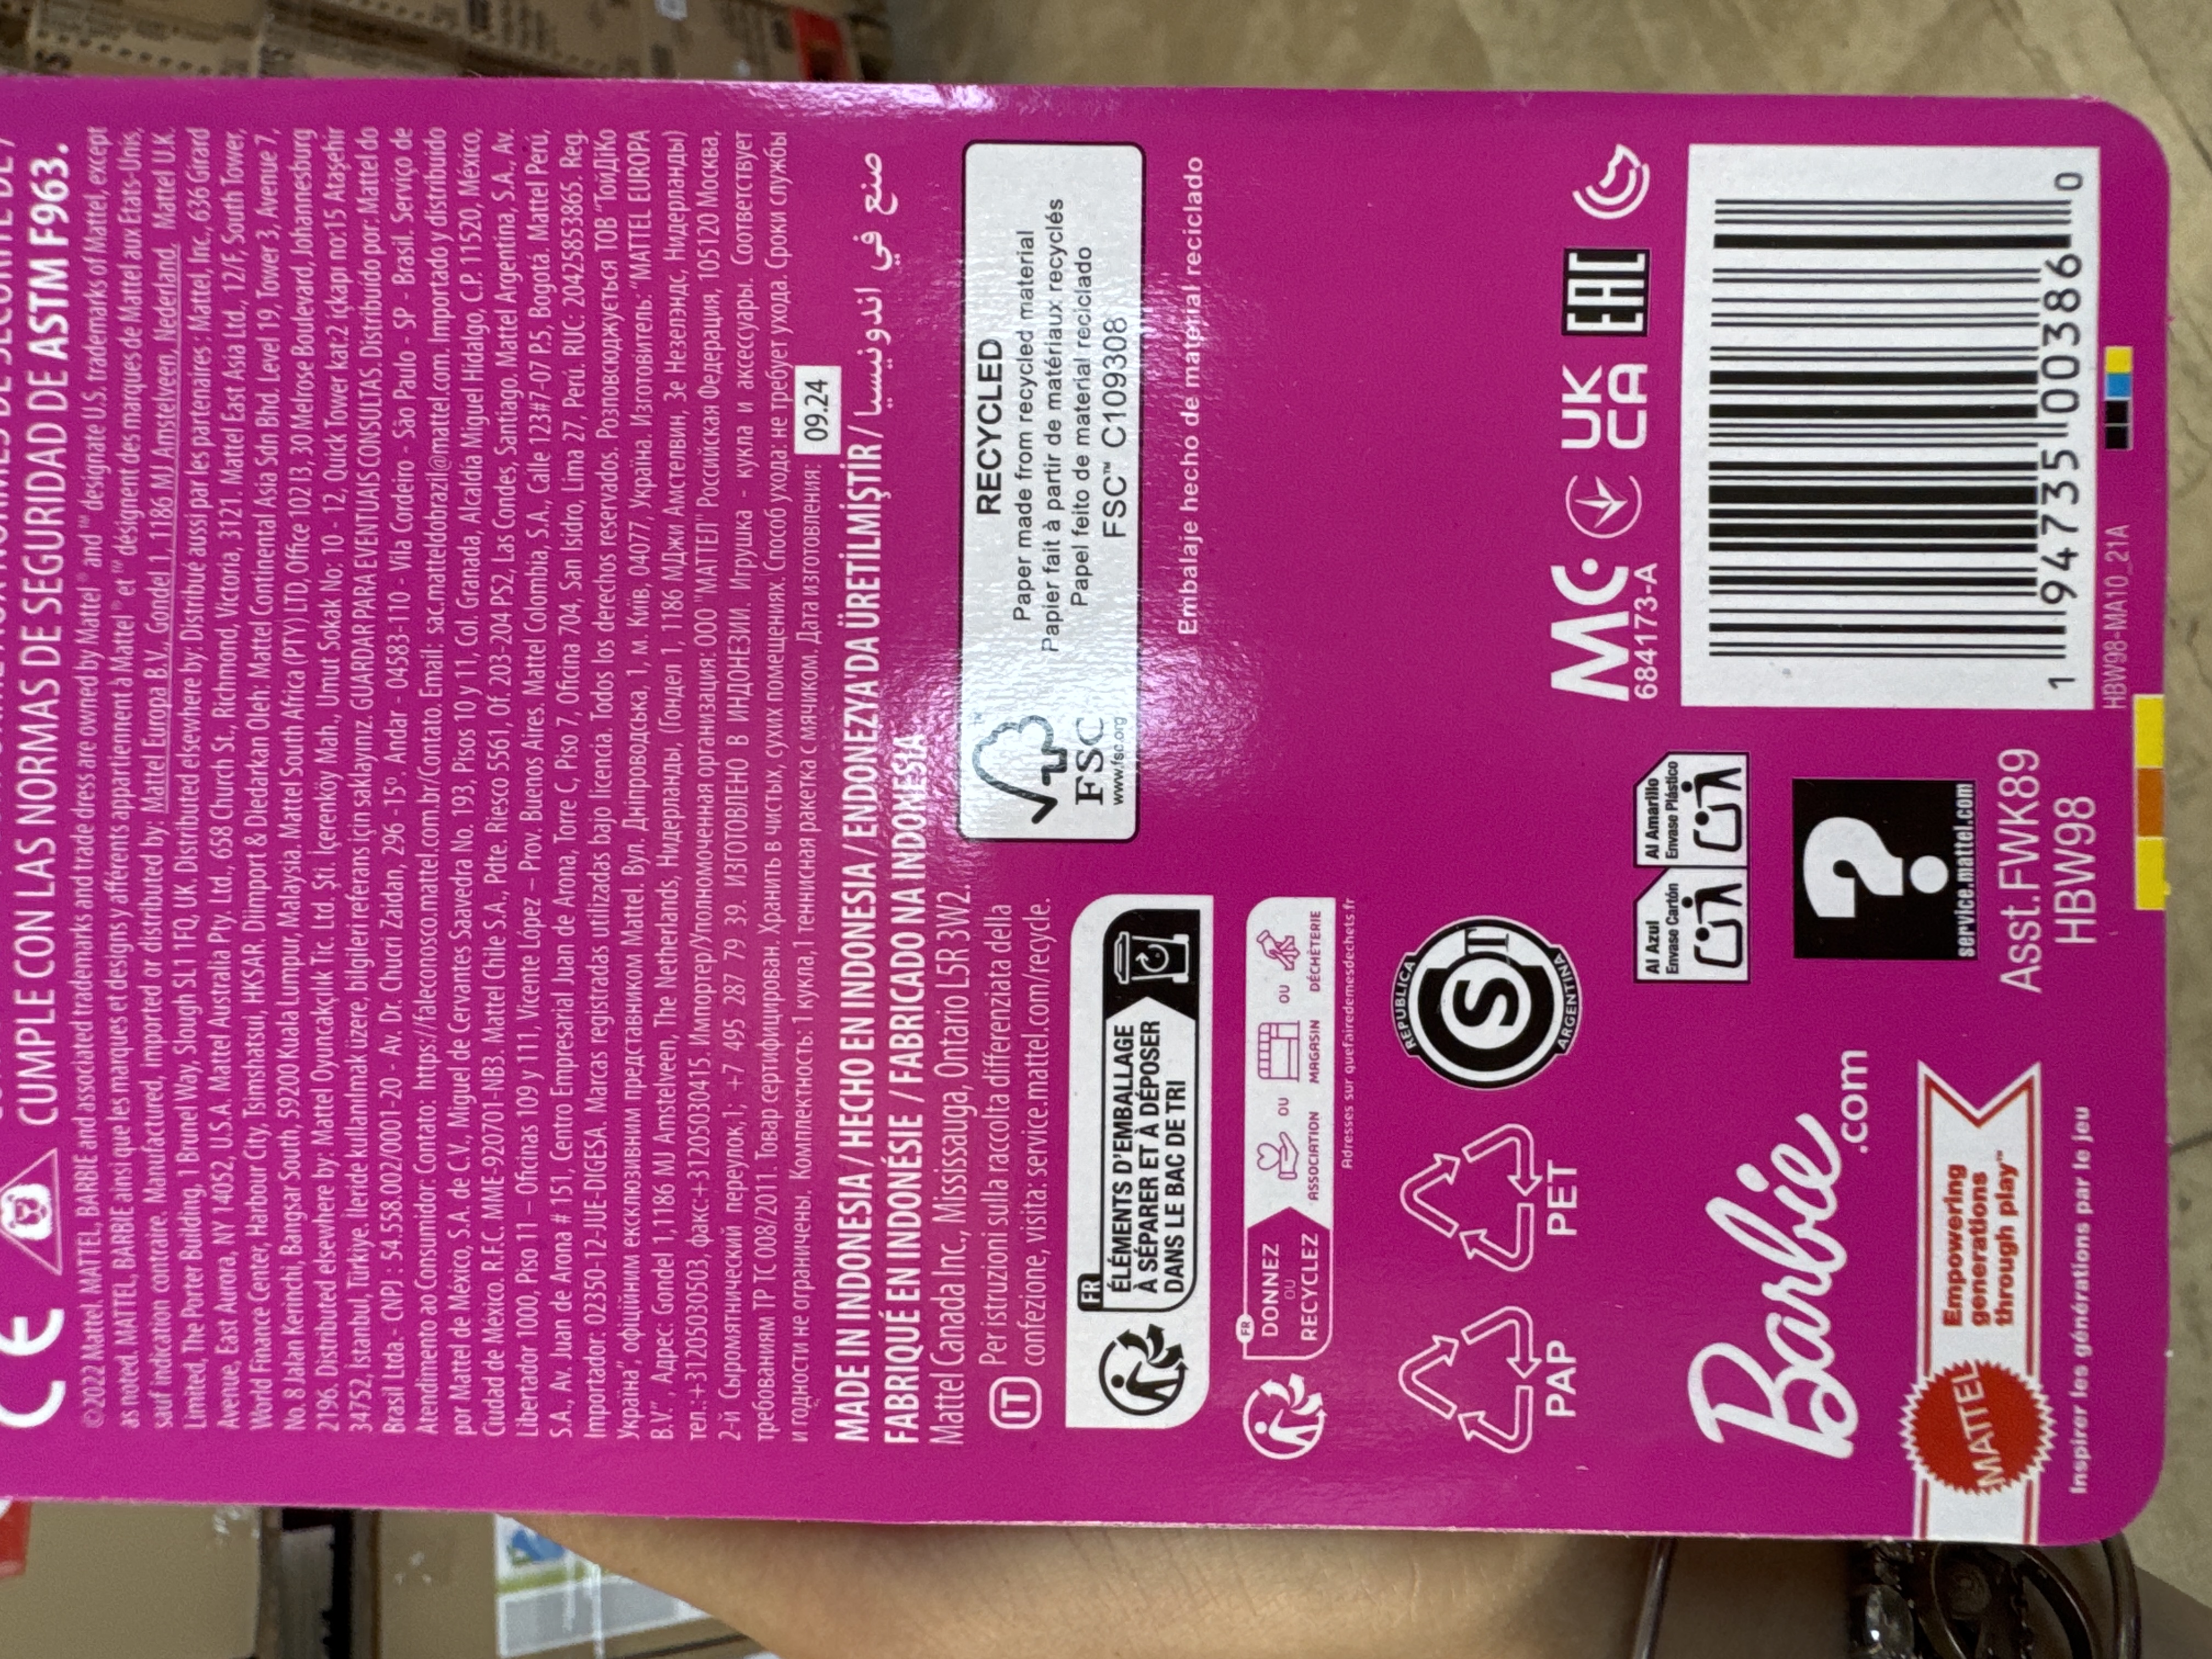 CUMPLE CON LAS NORMAS DE SEGURIDAD DE ASTM F963.
CE
©2022 Mattel. MATTEL, BARBIE and associated trademarks and trade dress are owned by Mattel® and ™ designate U.S. trademarks of Mattel, except
as noted. MATTEL, BARBIE ainsi que les marques et designs y afférents appartiennent à Mattel® et ™ désignent des marques de Mattel aux États-Unis,
sauf indication contraire. Manufactured, imported or distributed by: Mattel Europa B.V., Gondel 1, 1186 MJ Amstelveen, Nederland. Mattel U.K.
Limited, The Porter Building, 1 Brunel Way, Slough SL1 1FQ, UK. Distributed elsewhere by: Distribué aussi par les partenaires: Mattel, Inc., 636 Girard
Avenue, East Aurora, NY 14052, U.S.A. Mattel Australia Pty. Ltd., 658 Church St., Richmond, Victoria, 3121. Mattel East Asia Ltd., 12/F, South Tower,
World Finance Center, Harbour City, Tsimshatsui, HKSAR. Diimport & Diedarkan Oleh: Mattel Continental Asia Sdn Bhd. Level 19, Tower 3, Avenue 7,
No. 8 Jalan Kerinchi, Bangsar South, 59200 Kuala Lumpur, Malaysia. Mattel South Africa (PTY) LTD, Office 102 I3, 30 Melrose Boulevard, Johannesburg
2196. Distributed elsewhere by: Mattel Oyuncakçılık Tic. Ltd. Şti. İçerenköy Mah., Umut Sokak No: 10 - 12, Quick Tower kat:2 içkapı no:15 Ataşehir
34752, İstanbul, Türkiye. İleride kullanılmak üzere, bilgileri referans için saklayınız. GUARDAR PARA EVENTUAIS CONSULTAS. Distribuído por: Mattel do
Brasil Ltda.- CNPJ : 54.558.002/0001-20 - Av. Dr. Chucri Zaidan, 296 -15º. Andar - 04583-110 - Villa Cordeiro - São Paulo - SP - Brasil. Serviço de
Atendimento ao Consumidor: Contato: https://faleconosco.mattel.com.br/Contato. Email: sac.matteldobrazil@mattel.com. Importado y distribuido
por Mattel de México, S.A. de C.V., Miguel de Cervantes Saavedra No. 193, Pisos 10 y 11, Col. Granada, Alcaldía Miguel Hidalgo, C.P. 11520, México,
Ciudad de México. R.F.C. MME-920701-NB3. Mattel Chile S.A., Pdte. Riesco 5561, Of. 203-204 PS2, Las Condes, Santiago. Mattel Argentina, S.A., Av.
Libertador 1000, Piso 11 – Oficinas 109 y 111, Vicente Lopez – Prov. Buenos Aires. Mattel Colombia, S.A., Calle 123#7-07 P.5, Bogotá. Mattel Perú,
S.A., Av. Juan de Arona # 151, Centro Empresarial Juan de Arona, Torre C, Piso 7, Oficina 704, San Isidro, Lima 27, Perú. RUC: 20425853865. Reg.
Importador: 02350-12-JUE-DIGESA. Marcas registradas utilizadas bajo licencia. Todos los derechos reservados. Розповсюджується ТОВ "ТоиДіКо
Україна", офіційним ексклюзивним представником Mattel. Вул. Дніпроводська, 1, м. Київ, 04077, Україна. Изготовитель: "MATTEL EUROPA
B.V.", Адрес: Gondel 1,1186 MJ Amstelveen, The Netherlands, Нидерланды, (Гондел 1, 1186 МДжи Амстелвин, Зе Незелэндс, Нидерланды)
тел.:+31205030503, факс:+31205030415. Импортер/Уполномоченная организация: ООО "МАТТЕЛ" Российская Федерация, 105120 Москва,
2-й Сыромятнический переулок,1, +7 495 287 79 39. ИЗГОТОВЛЕНО В ИНДОНЕЗИИ. Игрушка - кукла и аксессуары. Соответствует
требованиям ТР ТС 008/2011. Товар сертифицирован. Хранить в чистых, сухих помещениях. Способ ухода: не требует ухода. Сроки службы
и годности не ограничены. Комплектность: 1 кукла,1 теннисная ракетка с мячиком. Дата изготовления: 09.24
MADE IN INDONESIA / HECHO EN INDONESIA / ENDONEZYA'DA ÜRETİLMİŞTİR / صنع في اندونيسيا
FABRIQUÉ EN INDONÉSIE / FABRICADO NA INDONESIA
Mattel Canada Inc., Mississauga, Ontario L5R 3W2.
IT Per istruzioni sulla raccolta differenziata della
confezione, visita: service.mattel.com/recycle.
FSC™
www.fsc.org
RECYCLED
Paper made from recycled material
Papier fait à partir de matériaux recyclés
Papel feito de material reciclado
FSC™ C109308
Embalaje hecho de material reciclado
FR
ÉLÉMENTS D'EMBALLAGE
À SÉPARER ET À DÉPOSER
DANS LE BAC DE TRI
FR
DONNEZ
OU
RECYCLEZ
ASSOCIATION OU MAGASIN OU DÉCHÈTERIE
Adresses sur quefairedemesdechets.fr
PAP
PET
REPUBLICA
S
ARGENTINA
Al Azul
Envase Cartón
Al Amarillo
Envase Plástico
MC
684173-A
UK
CA
EAC
Barbie
.com
?
service.mattel.com
1 94735 00386 0
MATTEL
Empowering
generations
through play™
Inspirer les générations par le jeu
Asst.FWK89
HBW98
HBW98-MA10_21A